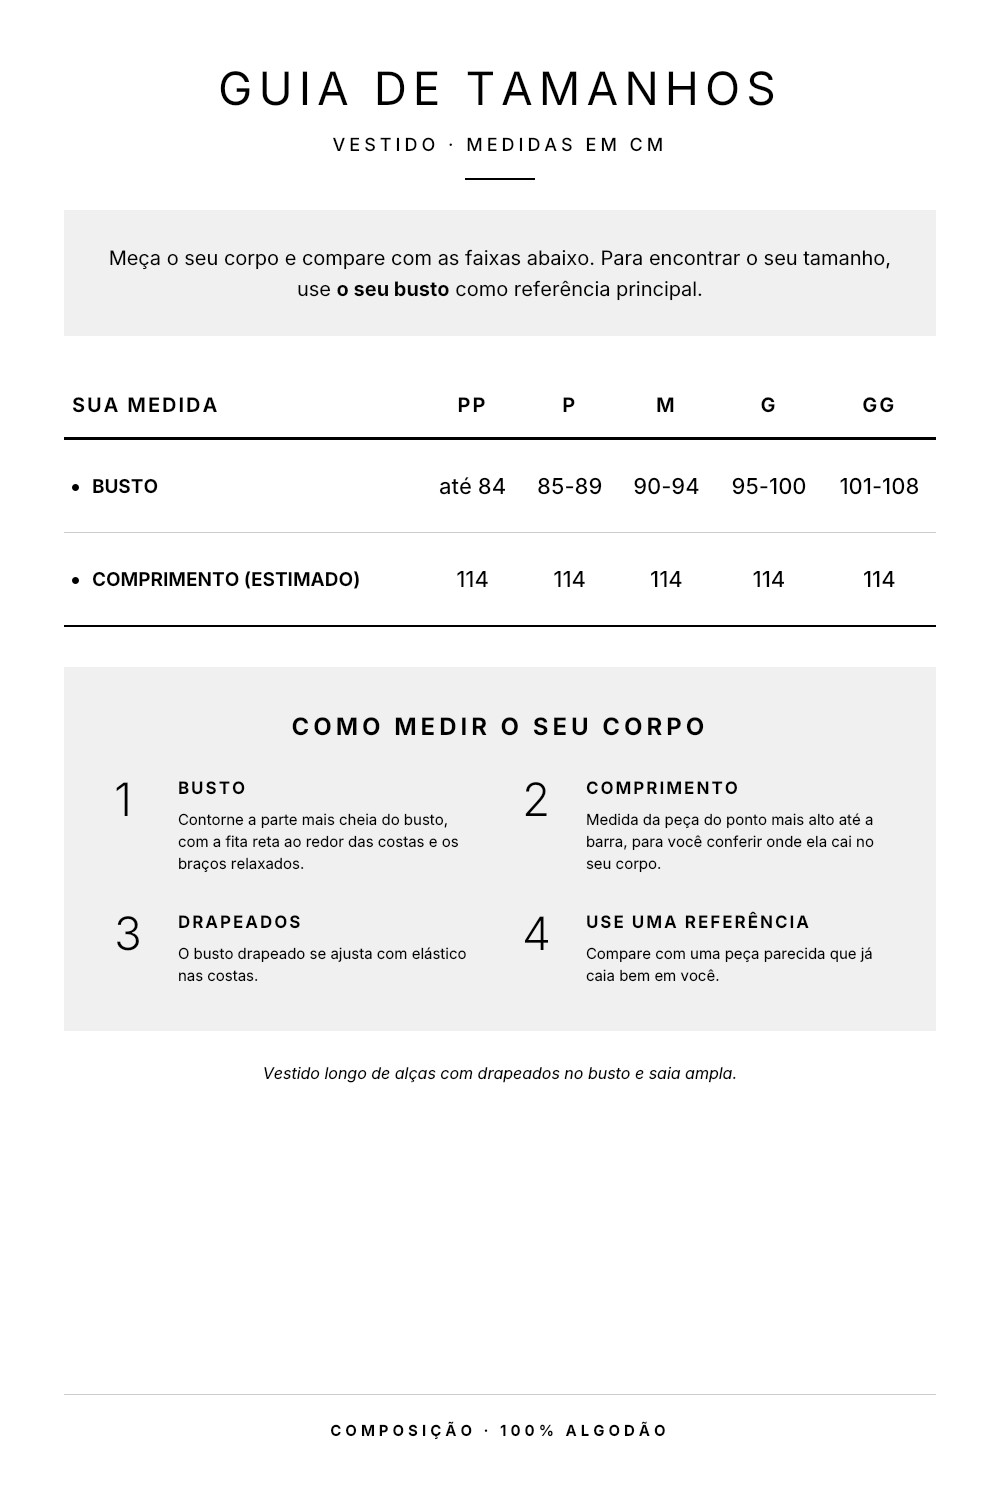 GUIA DE TAMANHOS
VESTIDO · MEDIDAS EM CM
Meça o seu corpo e compare com as faixas abaixo. Para encontrar o seu tamanho,
use o seu busto como referência principal.
SUA MEDIDA PP P M G GG
• BUSTO até 84 85-89 90-94 95-100 101-108
• COMPRIMENTO (ESTIMADO) 114 114 114 114 114
COMO MEDIR O SEU CORPO
1 BUSTO
Contorne a parte mais cheia do busto,
com a fita reta ao redor das costas e os
braços relaxados.
2 COMPRIMENTO
Medida da peça do ponto mais alto até a
barra, para você conferir onde ela cai no
seu corpo.
3 DRAPEADOS
O busto drapeado se ajusta com elástico
nas costas.
4 USE UMA REFERÊNCIA
Compare com uma peça parecida que já
caia bem em você.
Vestido longo de alças com drapeados no busto e saia ampla.
COMPOSIÇÃO · 100% ALGODÃO